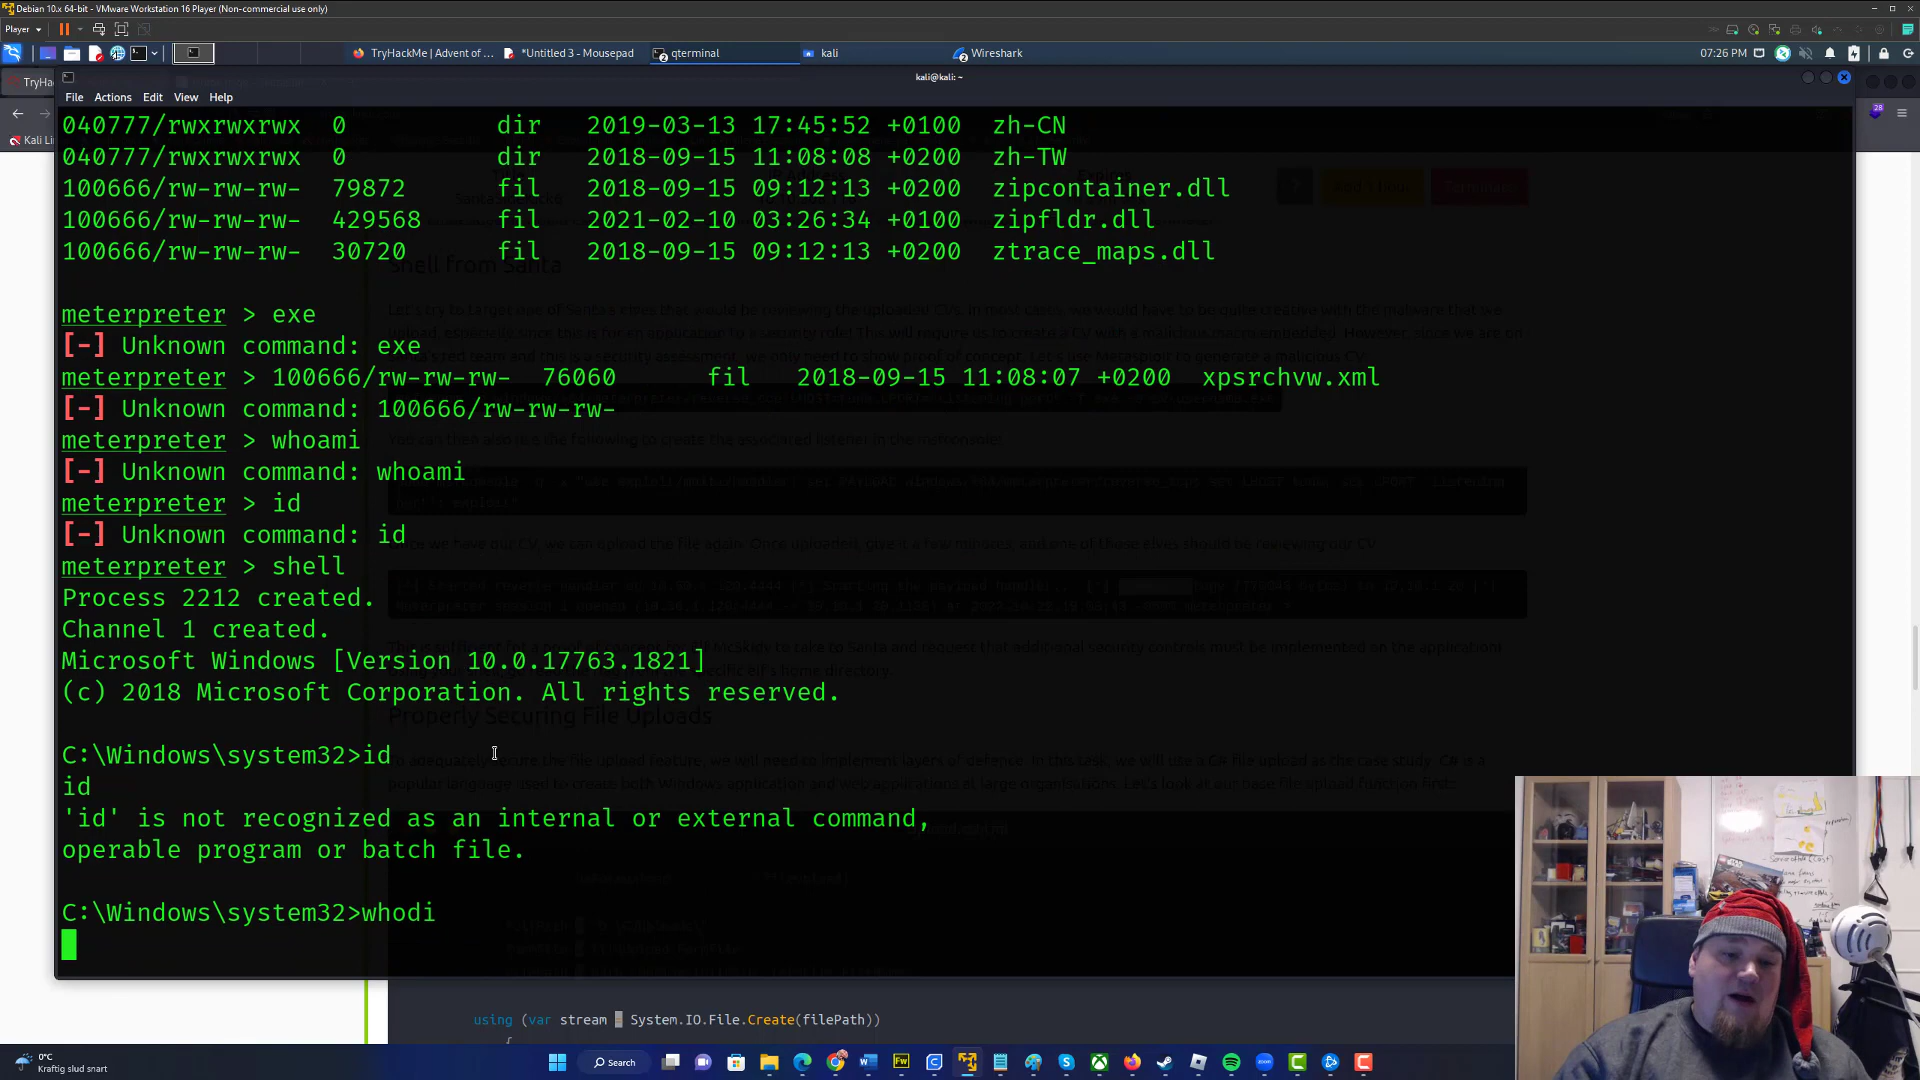 Debian 10.x 64-bit - VMware Workstation 16 Player (Non-commercial use only)
Player
TryHackMe | Advent of ...
*Untitled 3 - Mousepad
qterminal
kali
Wireshark
07:26 PM
kali@kali: ~
File Actions Edit View Help
040777/rwxrwxrwx 0 dir 2019-03-13 17:45:52 +0100 zh-CN
040777/rwxrwxrwx 0 dir 2018-09-15 11:08:08 +0200 zh-TW
100666/rw-rw-rw- 79872 fil 2018-09-15 09:12:13 +0200 zipcontainer.dll
100666/rw-rw-rw- 429568 fil 2021-02-10 03:26:34 +0100 zipfldr.dll
100666/rw-rw-rw- 30720 fil 2018-09-15 09:12:13 +0200 ztrace_maps.dll
Shell from Santa
meterpreter > exe
[-] Unknown command: exe
meterpreter > 100666/rw-rw-rw- 76060 fil 2018-09-15 11:08:07 +0200 xpsrchvw.xml
[-] Unknown command: 100666/rw-rw-rw-
meterpreter > whoami
[-] Unknown command: whoami
meterpreter > id
[-] Unknown command: id
meterpreter > shell
Process 2212 created.
Channel 1 created.
Microsoft Windows [Version 10.0.17763.1821]
(c) 2018 Microsoft Corporation. All rights reserved.
Properly Securing File Uploads
C:\Windows\system32>id
id
'id' is not recognized as an internal or external command,
operable program or batch file.
C:\Windows\system32>whodi
using (var stream = System.IO.File.Create(filePath))
{
0°C
Kraftig slud snart
Search